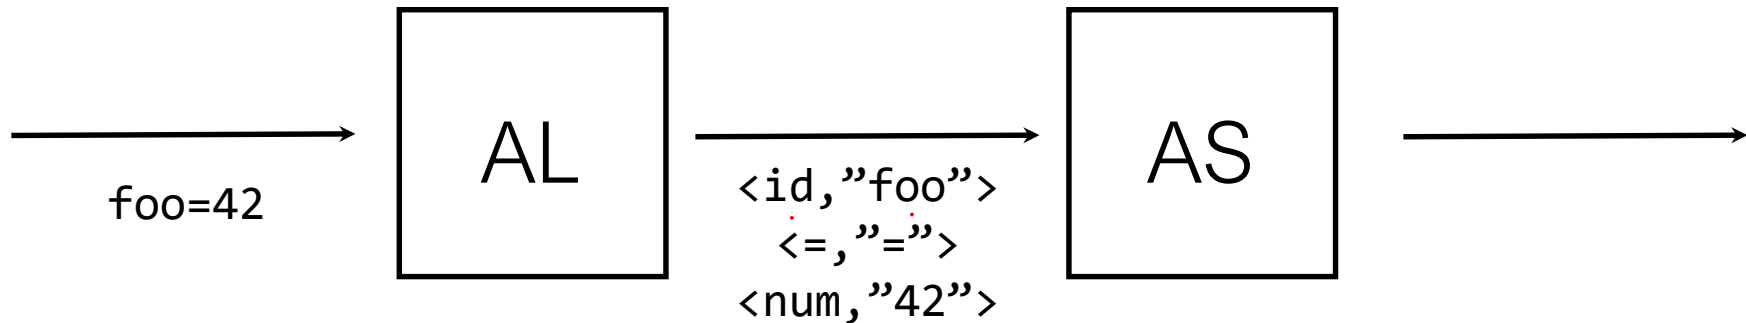 foo=42
AL
<id,”foo”>
<=,”=”>
<num,”42”>
AS